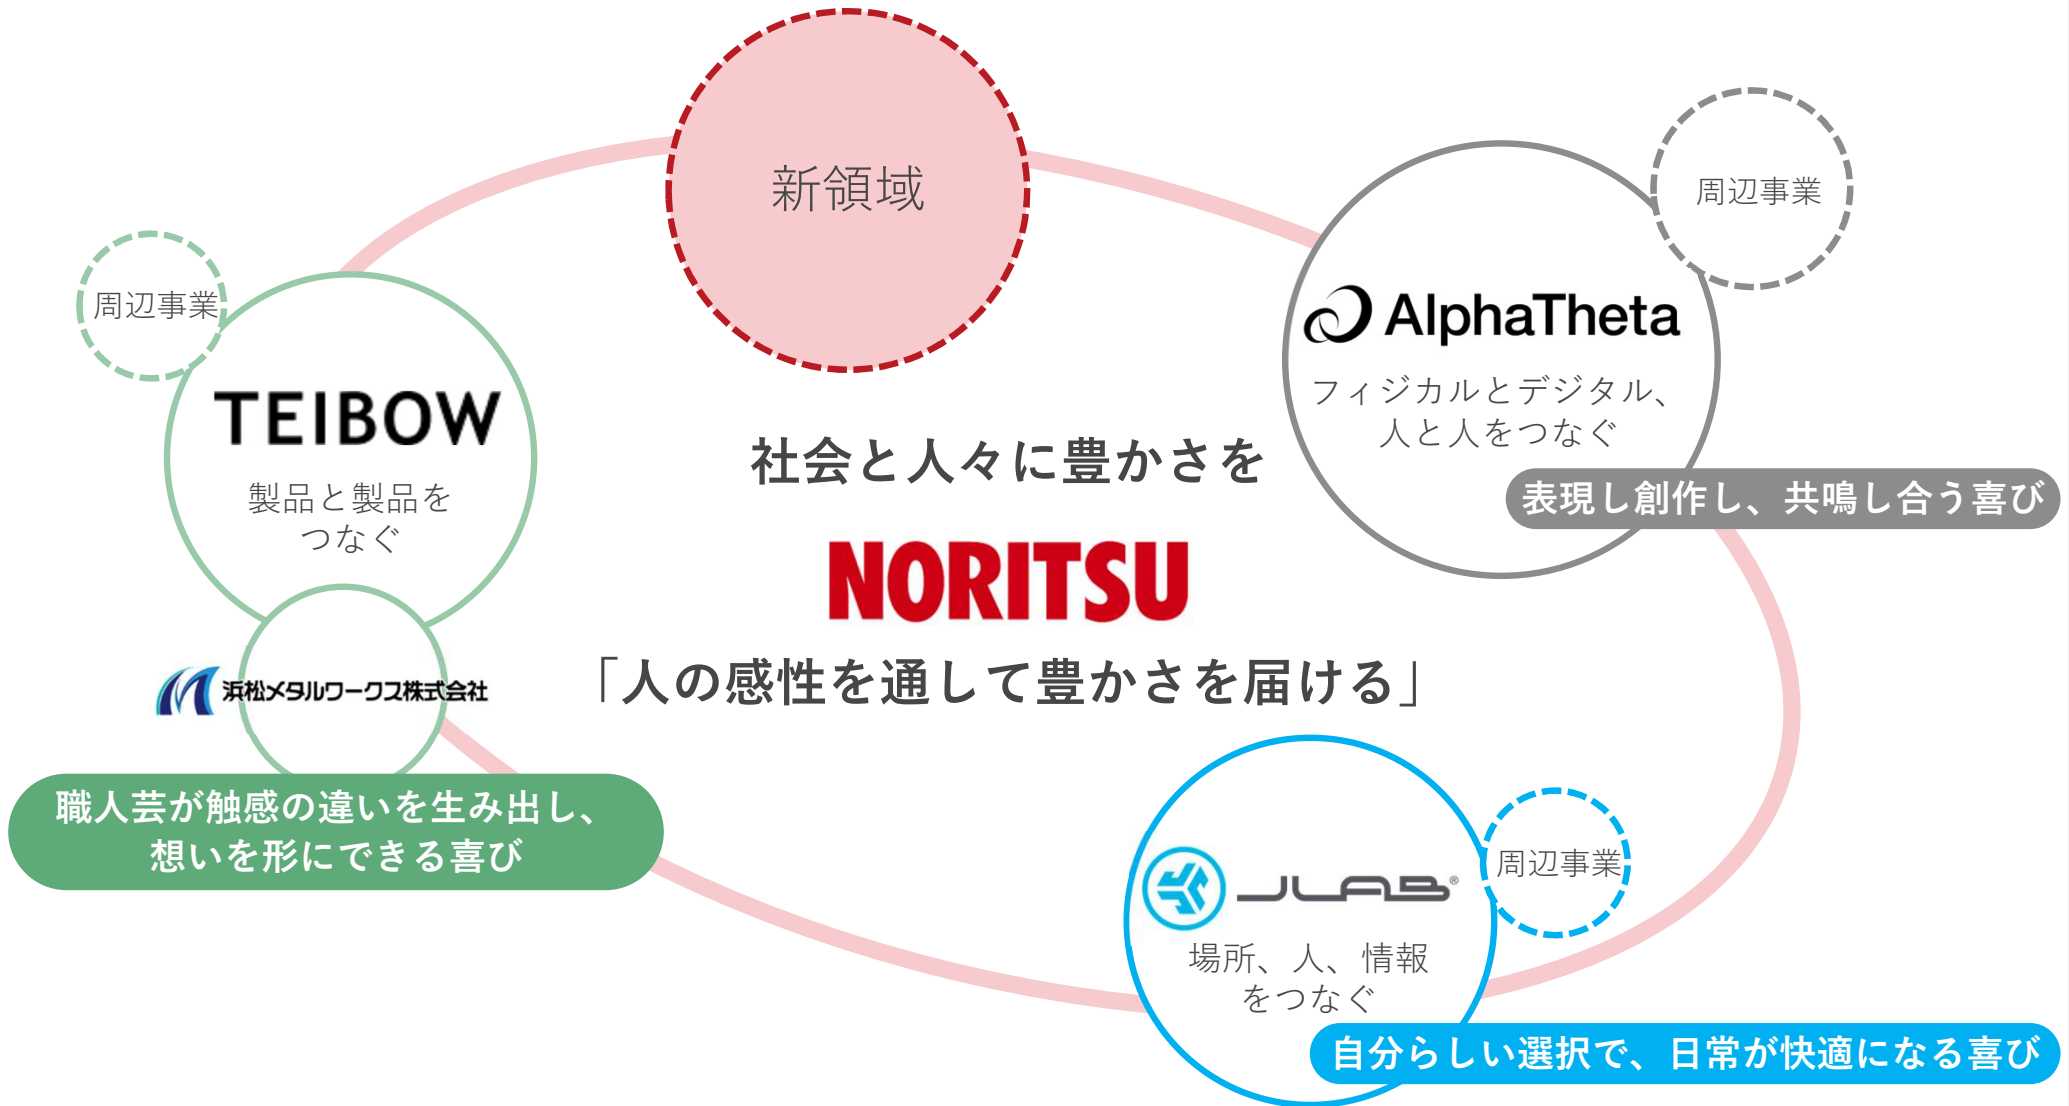 新領域
周辺事業
AlphaTheta
フィジカルとデジタル、
人と人をつなぐ
表現し創作し、共鳴し合う喜び
周辺事業
TEIBOW
製品と製品を
つなぐ
浜松メタルワークス株式会社
職人芸が触感の違いを生み出し、
想いを形にできる喜び
社会と人々に豊かさを
NORITSU
「人の感性を通して豊かさを届ける」
JLAB®
場所、人、情報
をつなぐ
周辺事業
自分らしい選択で、日常が快適になる喜び